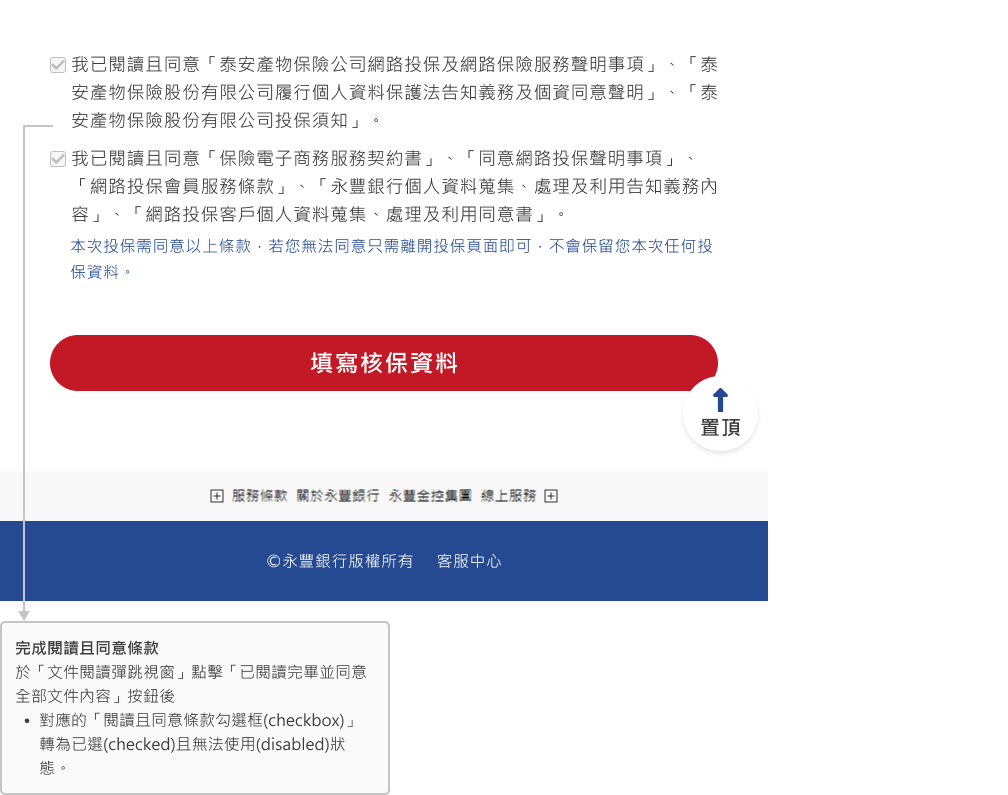 我已閱讀且同意「泰安產物保險公司網路投保及網路保險服務聲明事項」、「泰
安產物保險股份有限公司履行個人資料保護法告知義務及個資同意聲明」、「泰
安產物保險股份有限公司投保須知」。
我已閱讀且同意「保險電子商務服務契約書」、「同意網路投保聲明事項」、
「網路投保會員服務條款」、「永豐銀行個人資料蒐集、處理及利用告知義務內
容」、「網路投保客戶個人資料蒐集、處理及利用同意書」。
本次投保需同意以上條款，若您無法同意只需離開投保頁面即可，不會保留您本次任何投
保資料。
填寫核保資料
置頂
服務條款 關於永豐銀行 永豐金控集團 線上服務
©永豐銀行版權所有 客服中心
完成閱讀且同意條款
於「文件閱讀彈跳視窗」點擊「已閱讀完畢並同意
全部文件內容」按鈕後
• 對應的「閱讀且同意條款勾選框(checkbox)」
轉為已選(checked)且無法使用(disabled)狀
態。